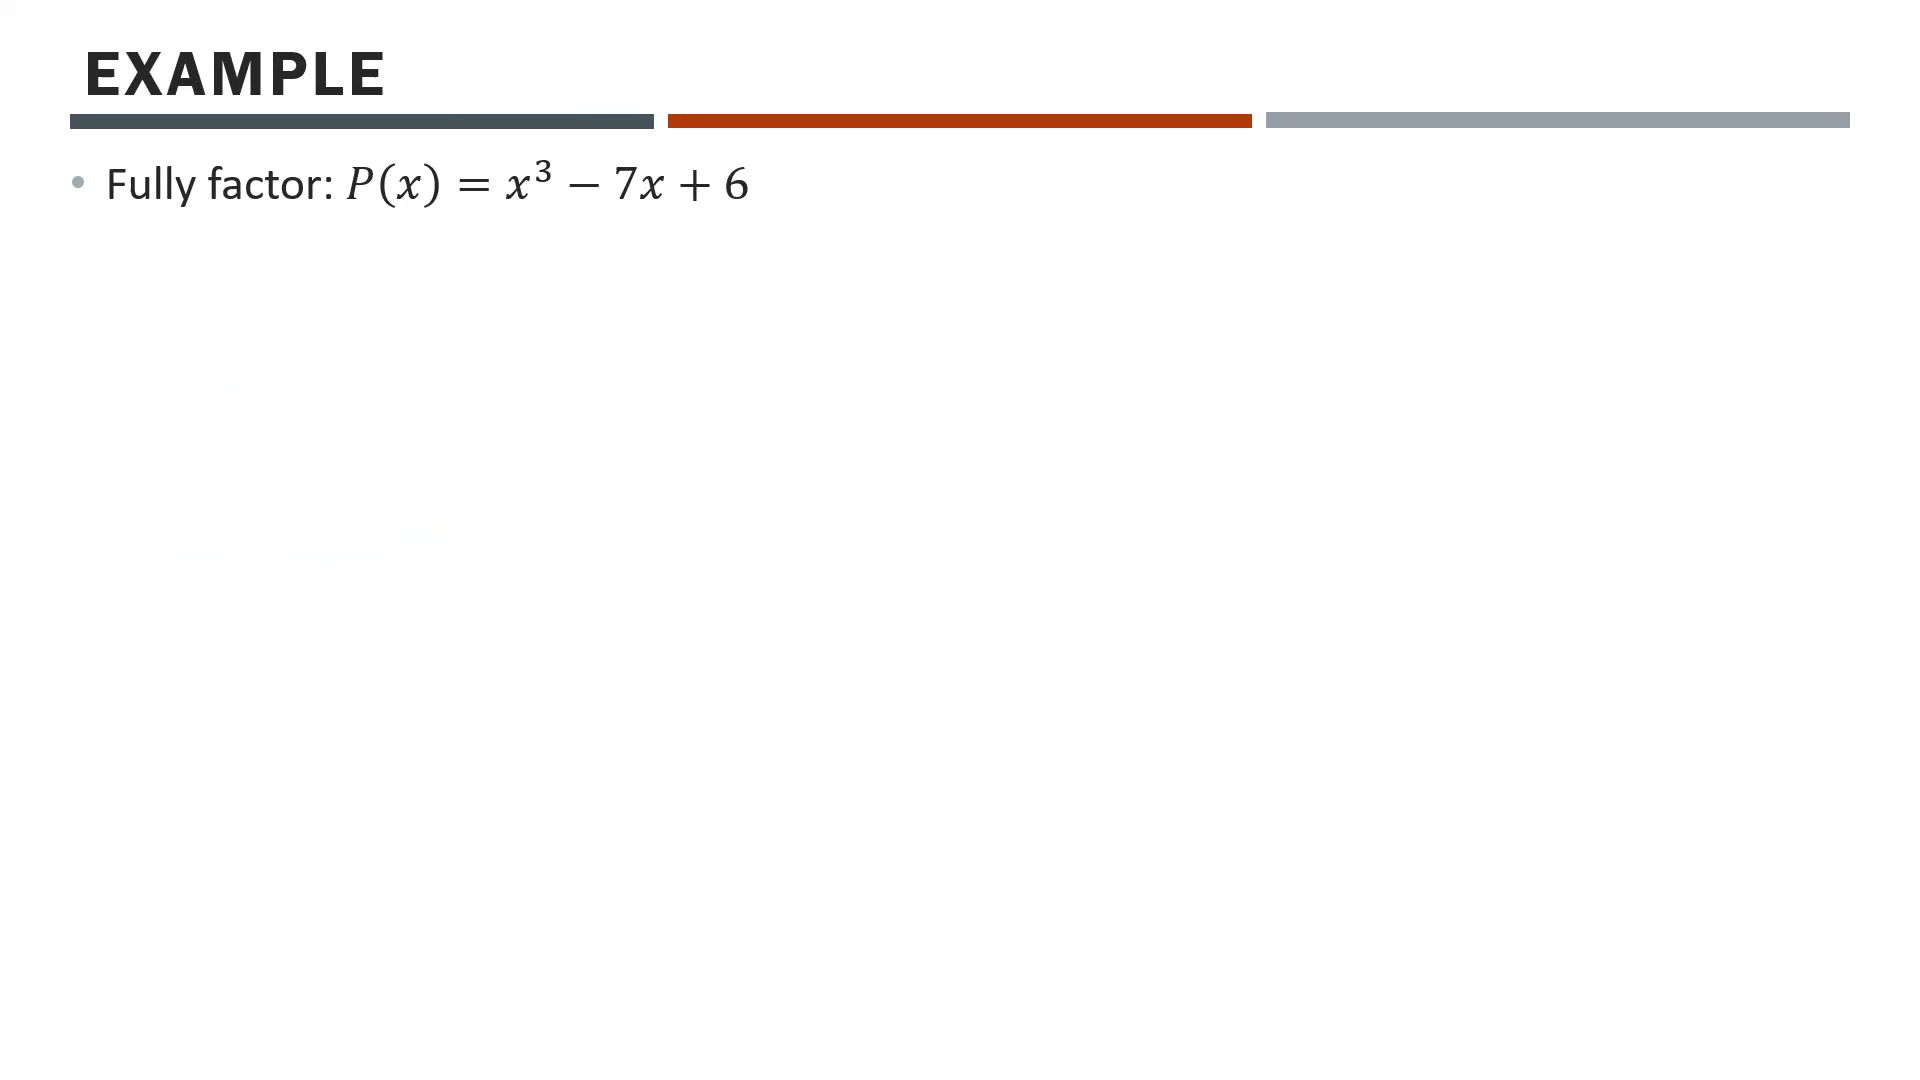 EXAMPLE
• Fully factor: 𝑃(𝑥) = 𝑥³ − 7𝑥 + 6